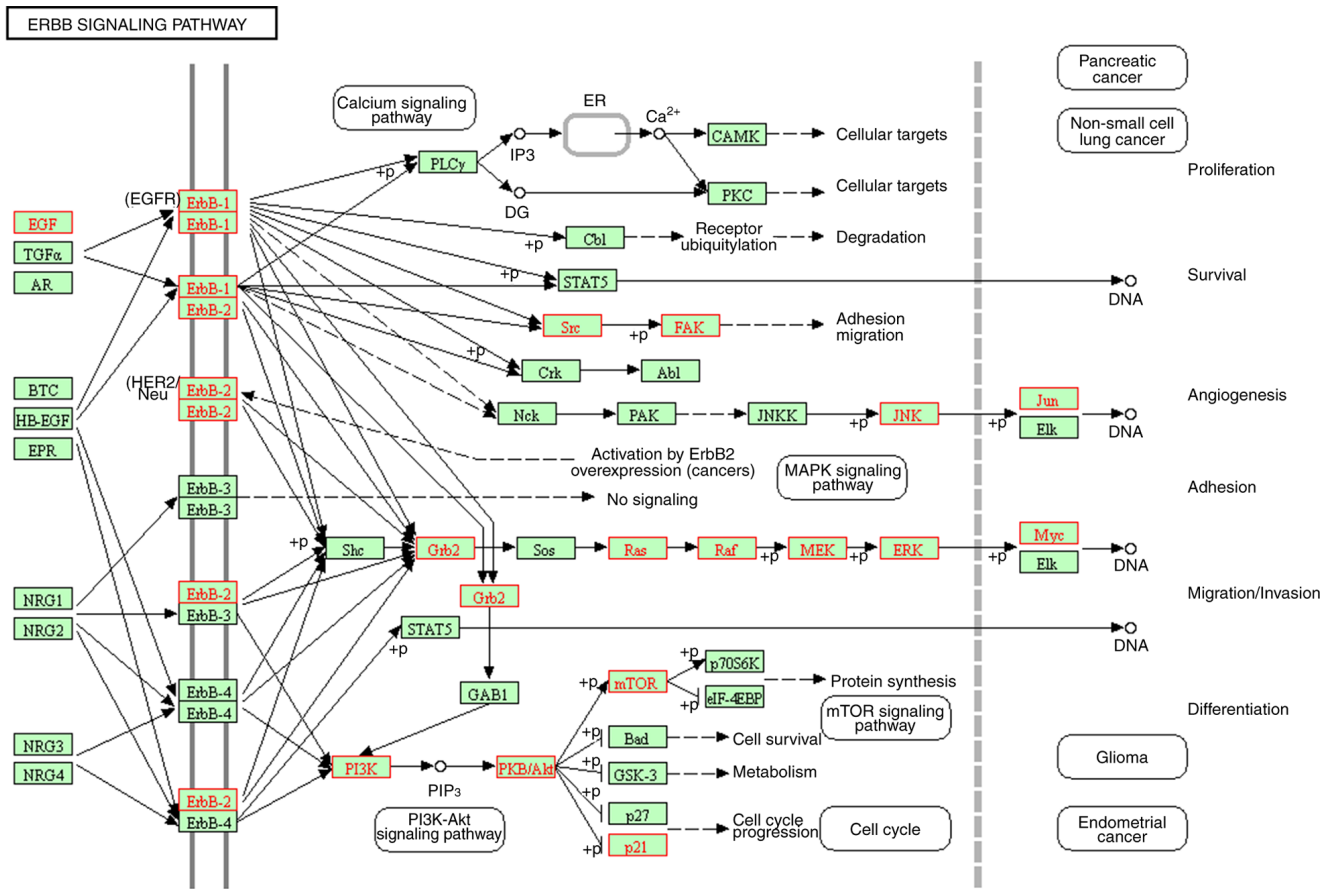 ERBB SIGNALING PATHWAY
Pancreatic
cancer
Calcium signaling
pathway
ER
Ca2+
IP3
CAMK
Cellular targets
Non-small cell
lung cancer
+p
PLCγ
Proliferation
DG
PKC
Cellular targets
(EGFR)
ErbB-1
ErbB-1
EGF
TGFα
AR
+p
Cbl
Receptor
ubiquitylation
Degradation
+p
STAT5
DNA
Survival
ErbB-1
ErbB-2
Src
+p
FAK
Adhesion
migration
+p
Crk
Abl
(HER2/
Neu
ErbB-2
ErbB-2
BTC
HB-EGF
EPR
Nck
PAK
JNKK
+p
JNK
+p
Jun
Elk
DNA
Angiogenesis
Activation by ErbB2
overexpression (cancers)
MAPK signaling
pathway
ErbB-3
ErbB-3
No signaling
Adhesion
+p
Shc
Grb2
Sos
Ras
Raf
+p
MEK
+p
ERK
+p
Myc
Elk
DNA
Grb2
NRG1
NRG2
ErbB-2
ErbB-3
Migration/Invasion
STAT5
+p
DNA
ErbB-4
ErbB-4
GAB1
+p
mTOR
+p
p70S6K
+p
eIF-4EBP
Protein synthesis
mTOR signaling
pathway
Differentiation
NRG3
NRG4
PI3K
PIP3
PKB/Akt
+p
Bad
Cell survival
+p
GSK-3
Metabolism
Glioma
ErbB-2
ErbB-4
PI3K-Akt
signaling pathway
+p
p27
+p
p21
Cell cycle
progression
Cell cycle
Endometrial
cancer